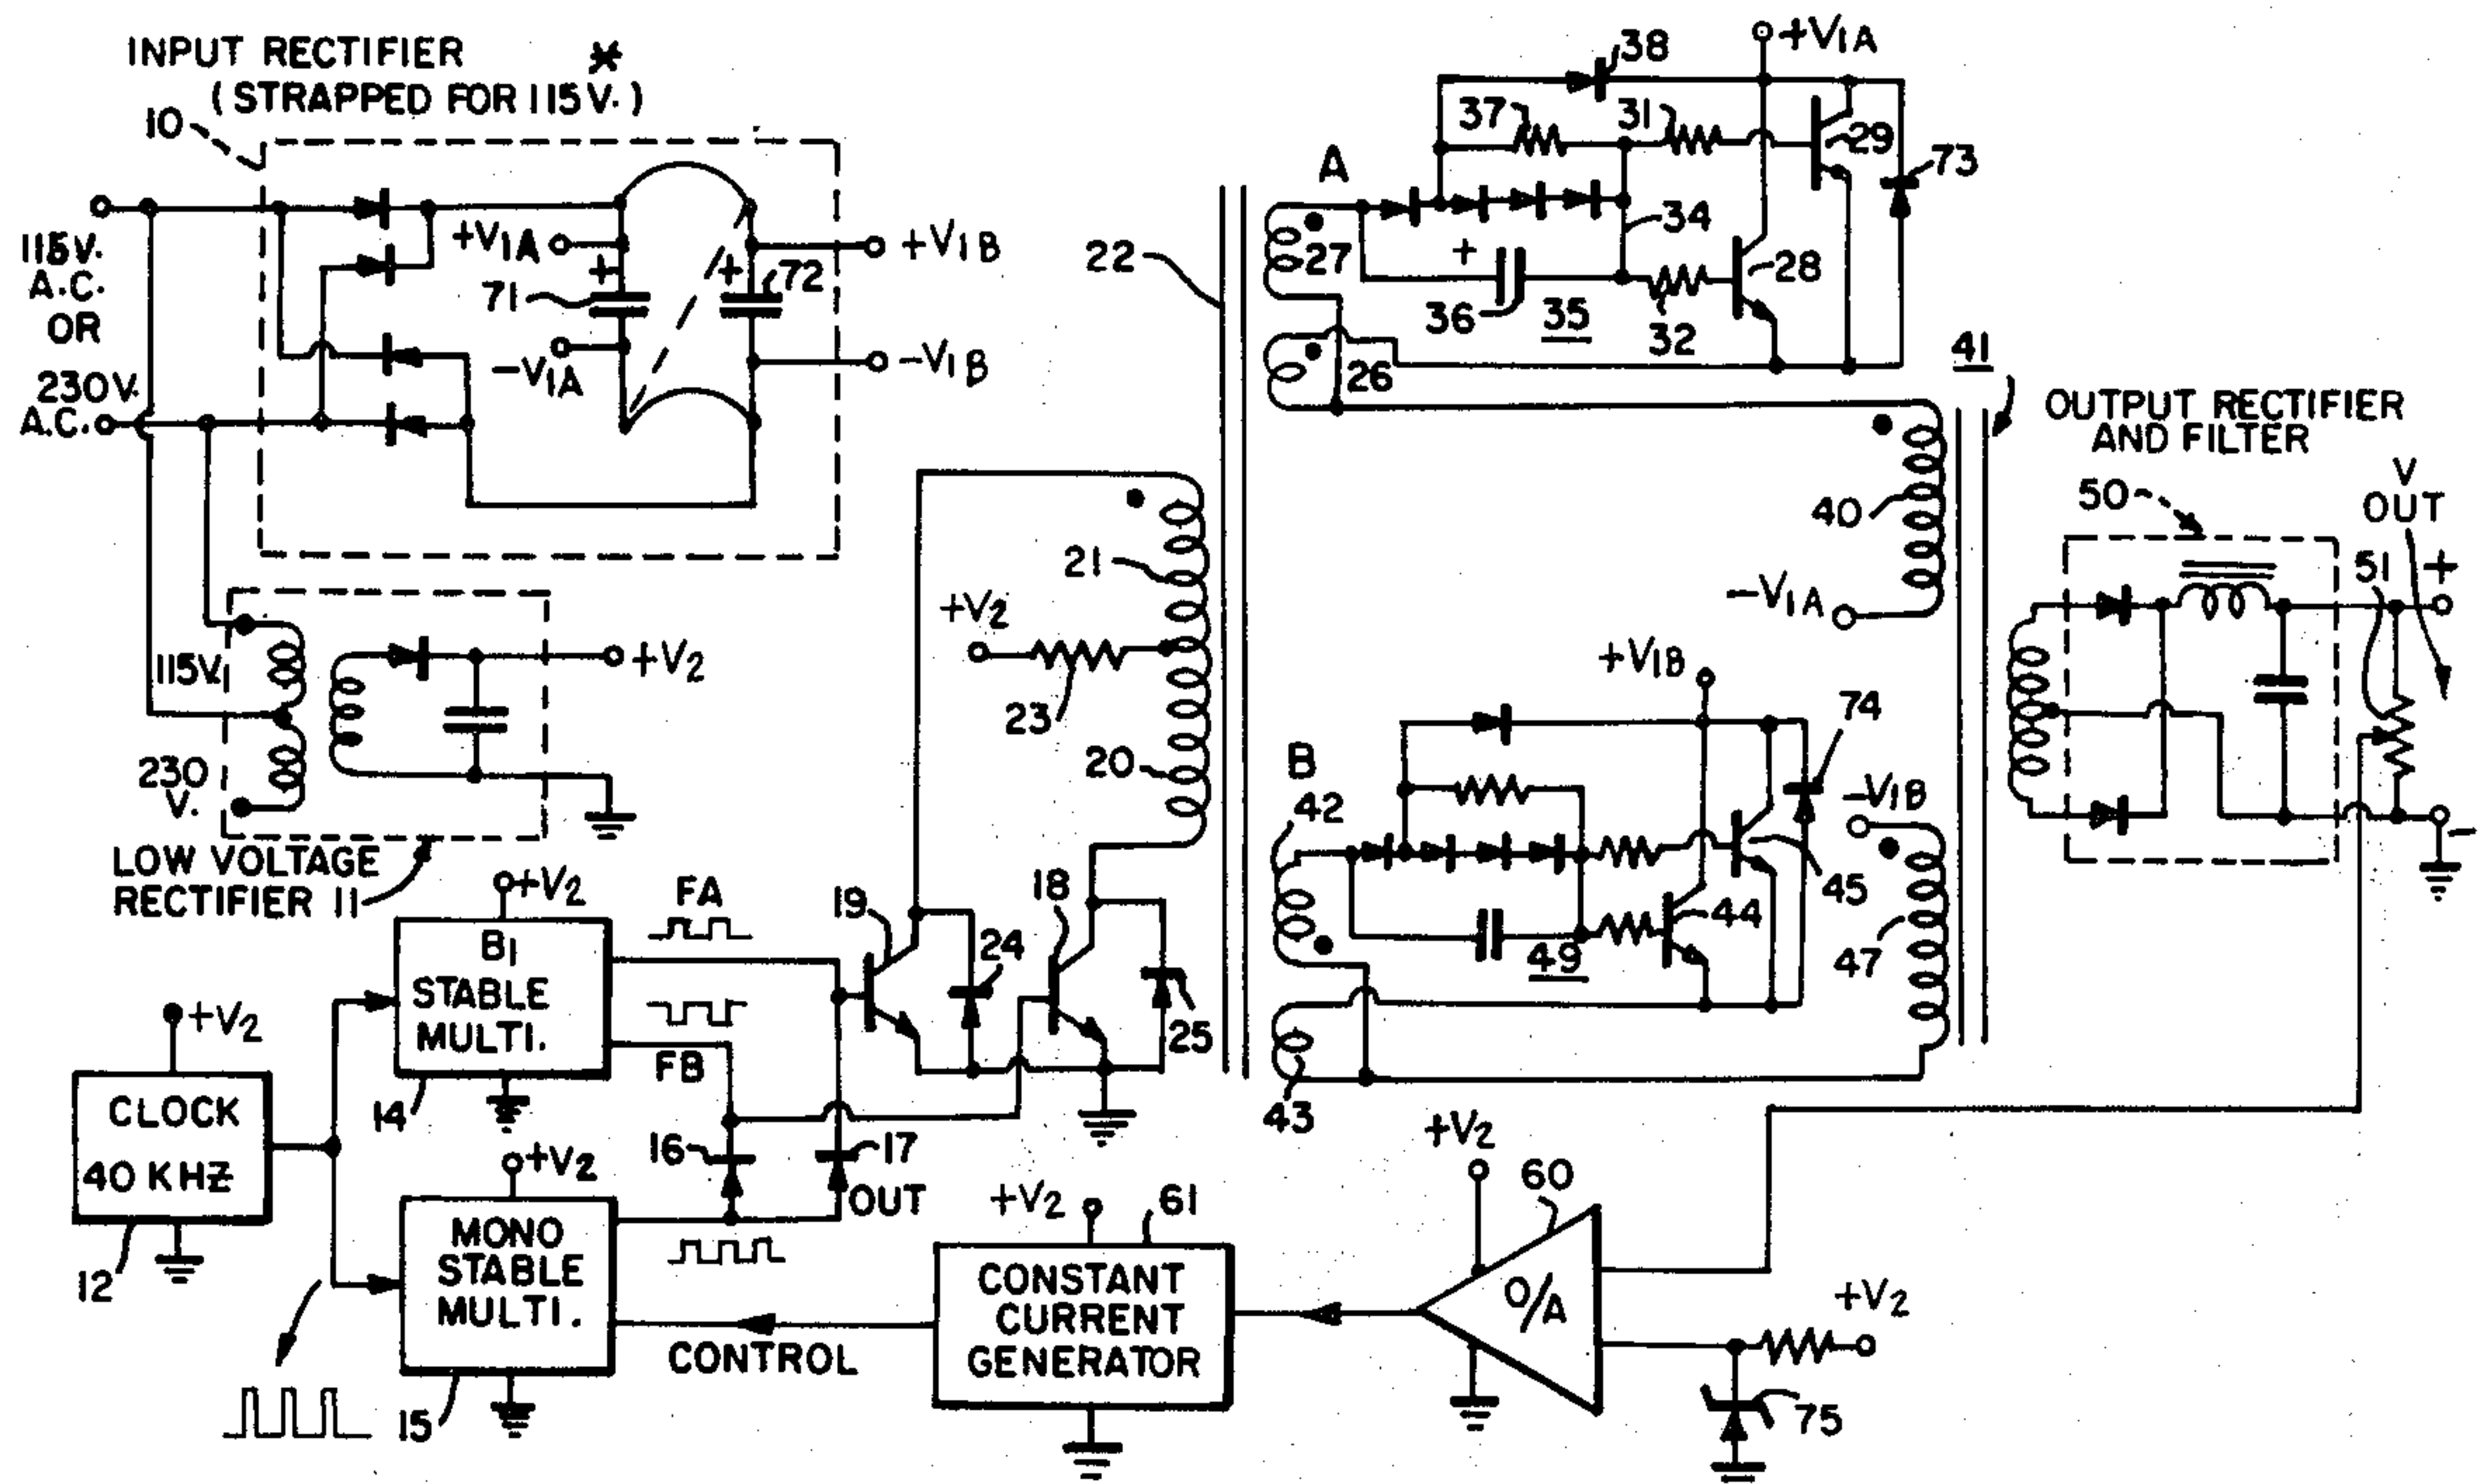 INPUT RECTIFIER *
(STRAPPED FOR 115 V.)
10
115 V.
A.C.
OR
230 V.
A.C.
+V1A
+
71
-V1A
+
72
+V1B
-V1B
115 V.
230
V.
+V2
LOW VOLTAGE
RECTIFIER 11
+V2
CLOCK
40 KHZ
12
+V2
B1
STABLE
MULTI.
14
FA
FB
+V2
MONO
STABLE
MULTI.
15
16
17
OUT
19
24
18
25
+V2
23
21
20
22
A
27
26
+
36
35
34
37
31
32
38
+V1A
29
28
73
41
40
-V1A
B
42
43
+V1B
49
44
45
74
-V1B
47
OUTPUT RECTIFIER
AND FILTER
50
V
OUT
51
+
-
CONTROL
+V2
61
CONSTANT
CURRENT
GENERATOR
+V2
60
O/A
+V2
75